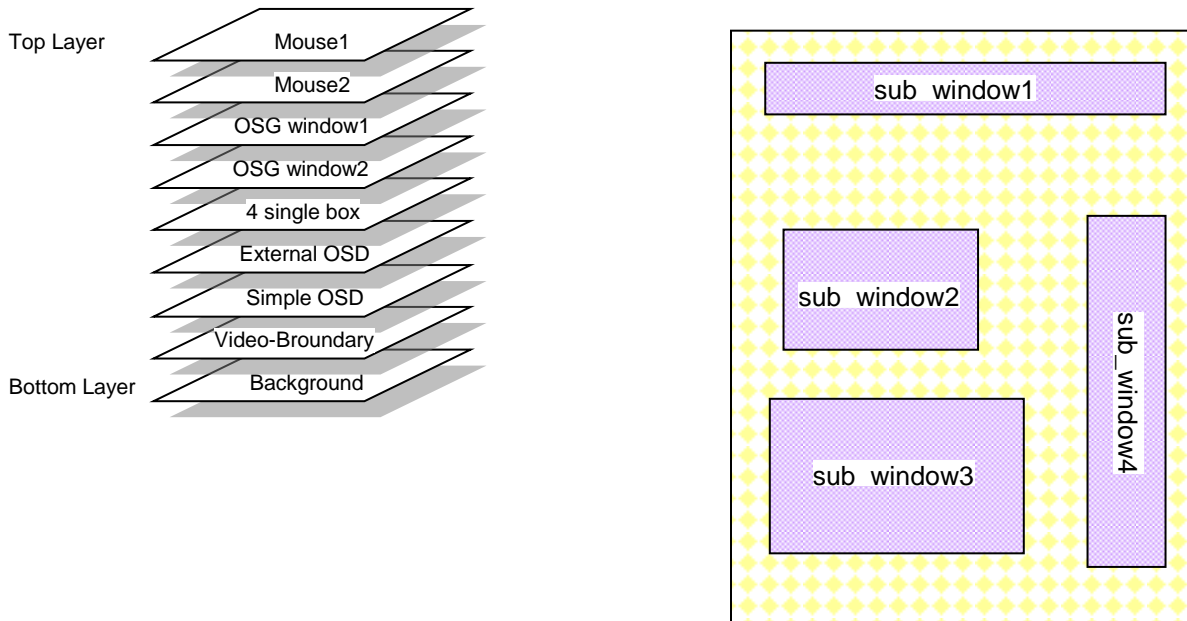 Top Layer
Mouse1
Mouse2
OSG window1
OSG window2
4 single box
External OSD
Simple OSD
Video-Broundary
Bottom Layer
Background
sub_window1
sub_window2
sub_window4
sub_window3